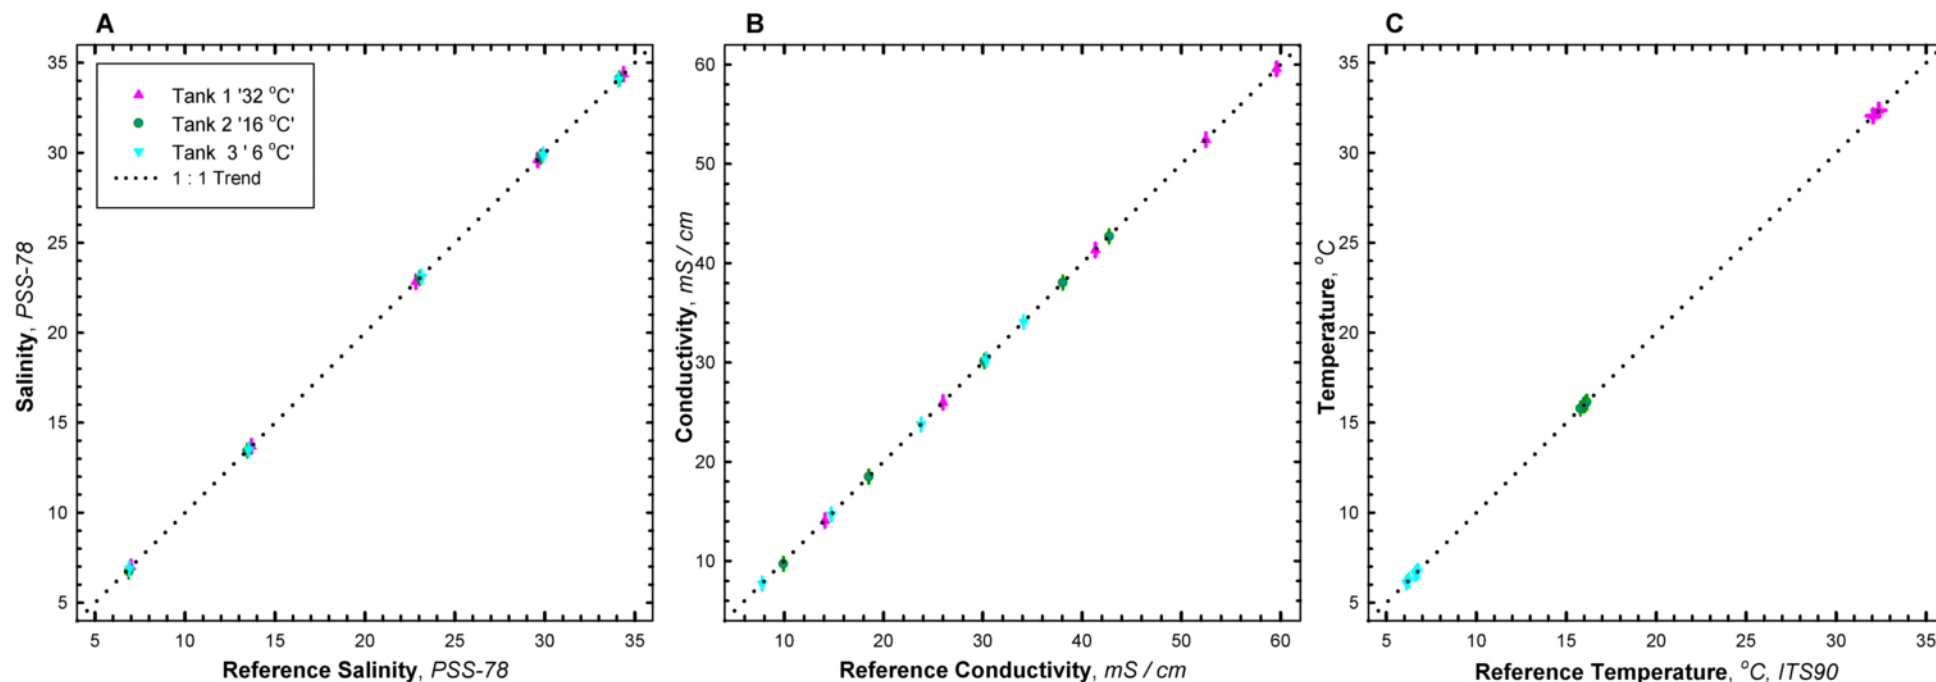 A
B
C
35
30
25
20
15
10
5
Salinity, PSS-78
Tank 1 '32 °C'
Tank 2 '16 °C'
Tank 3 ' 6 °C'
1 : 1 Trend
5 10 15 20 25 30 35
Reference Salinity, PSS-78
60
50
40
30
20
10
Conductivity, mS / cm
10 20 30 40 50 60
Reference Conductivity, mS / cm
35
30
25
20
15
10
5
Temperature, °C
5 10 15 20 25 30 35
Reference Temperature, °C, ITS90